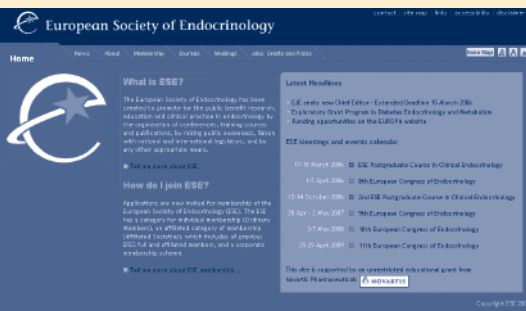 contact | site map | links | accessibility | disclaimer
European Society of Endocrinology
Home
News
About
Membership
Journals
Meetings
Jobs, Grants and Prizes
A A
What is ESE?
The European Society of Endocrinology has been
created to promote for the public benefit research,
education and clinical practice in endocrinology by
the organisation of conferences, training courses
and publications, by raising public awareness, liaison
with national and international legislators, and by
any other appropriate means.
Tell me more about ESE...
How do I join ESE?
Applications are now invited for membership of the
European Society of Endocrinology (ESE). The ESE
has a category for individual membership (Ordinary
Members), an affiliated category of membership
(Affiliated Societies), which includes all previous
EFES full and affiliated members, and a corporate
membership scheme.
Tell me more about ESE membership...
Latest Headlines
ESE seeks new Chief Editor - Extended Deadline 15 March 2006
Exploratory Grant Program in Diabetes Endocrinology and Metabolism
Funding opportunities on the EUROPA website
ESE Meetings and events calendar
March 2006 ESE Postgraduate Course in Clinical Endocrinology
1-5 April 2006 8th European Congress of Endocrinology
October 2006 2nd ESE Postgraduate Course in Clinical Endocrinology
28 Apr - 2 May 2007 9th European Congress of Endocrinology
3-7 May 2008 10th European Congress of Endocrinology
25-29 April 2009 11th European Congress of Endocrinology
This site is supported by an unrestricted educational grant from
Novartis Pharmaceuticals NOVARTIS
Copyright ESE